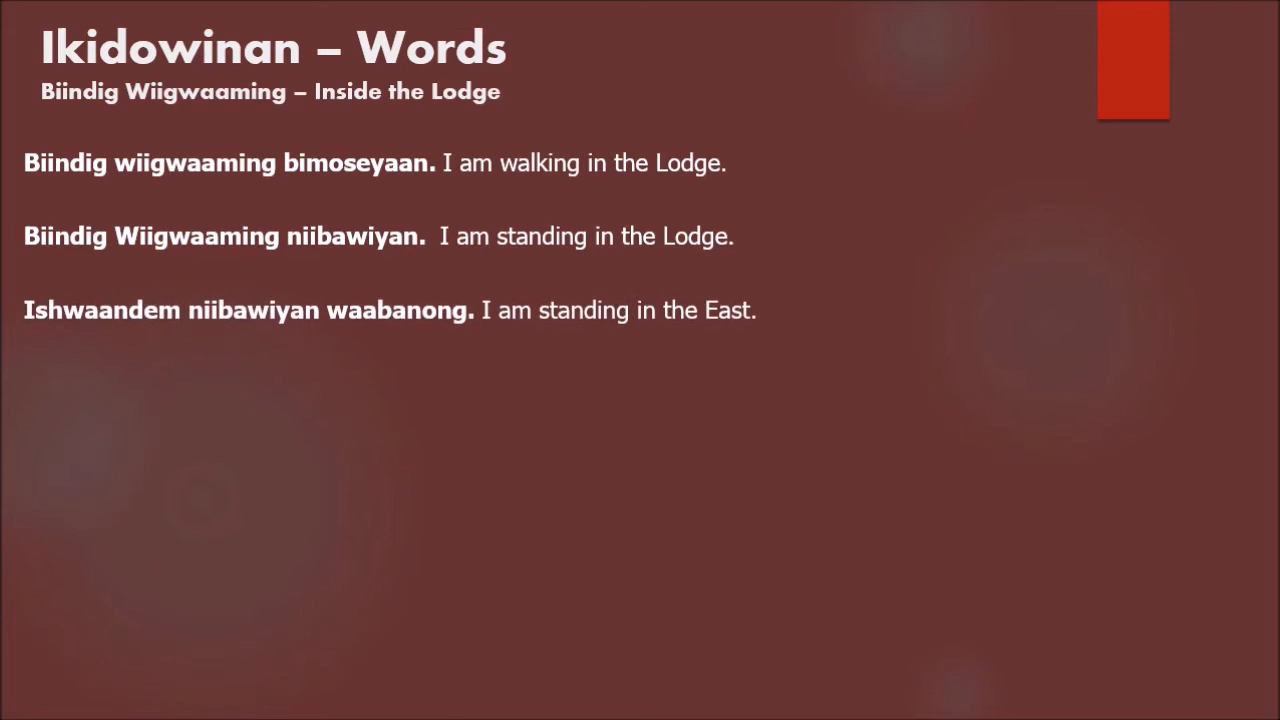 Ikidowinan – Words
Biindig Wiigwaaming – Inside the Lodge
Biindig wiigwaaming bimoseyaan. I am walking in the Lodge.
Biindig Wiigwaaming niibawiyan. I am standing in the Lodge.
Ishwaandem niibawiyan waabanong. I am standing in the East.